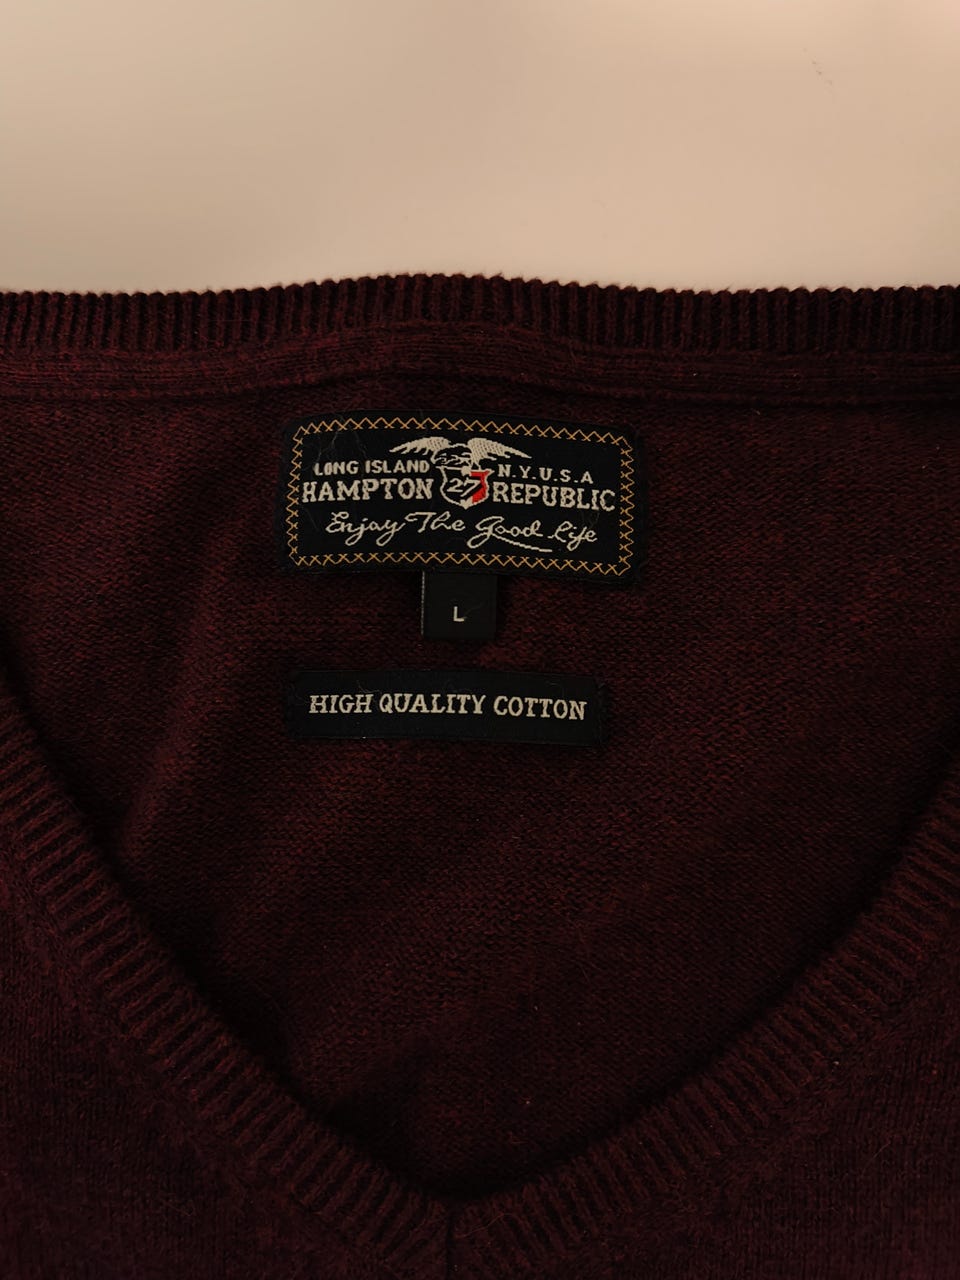 LONG ISLAND N.Y.U.S.A
HAMPTON 27 REPUBLIC
Enjoy The Good Life
L
HIGH QUALITY COTTON